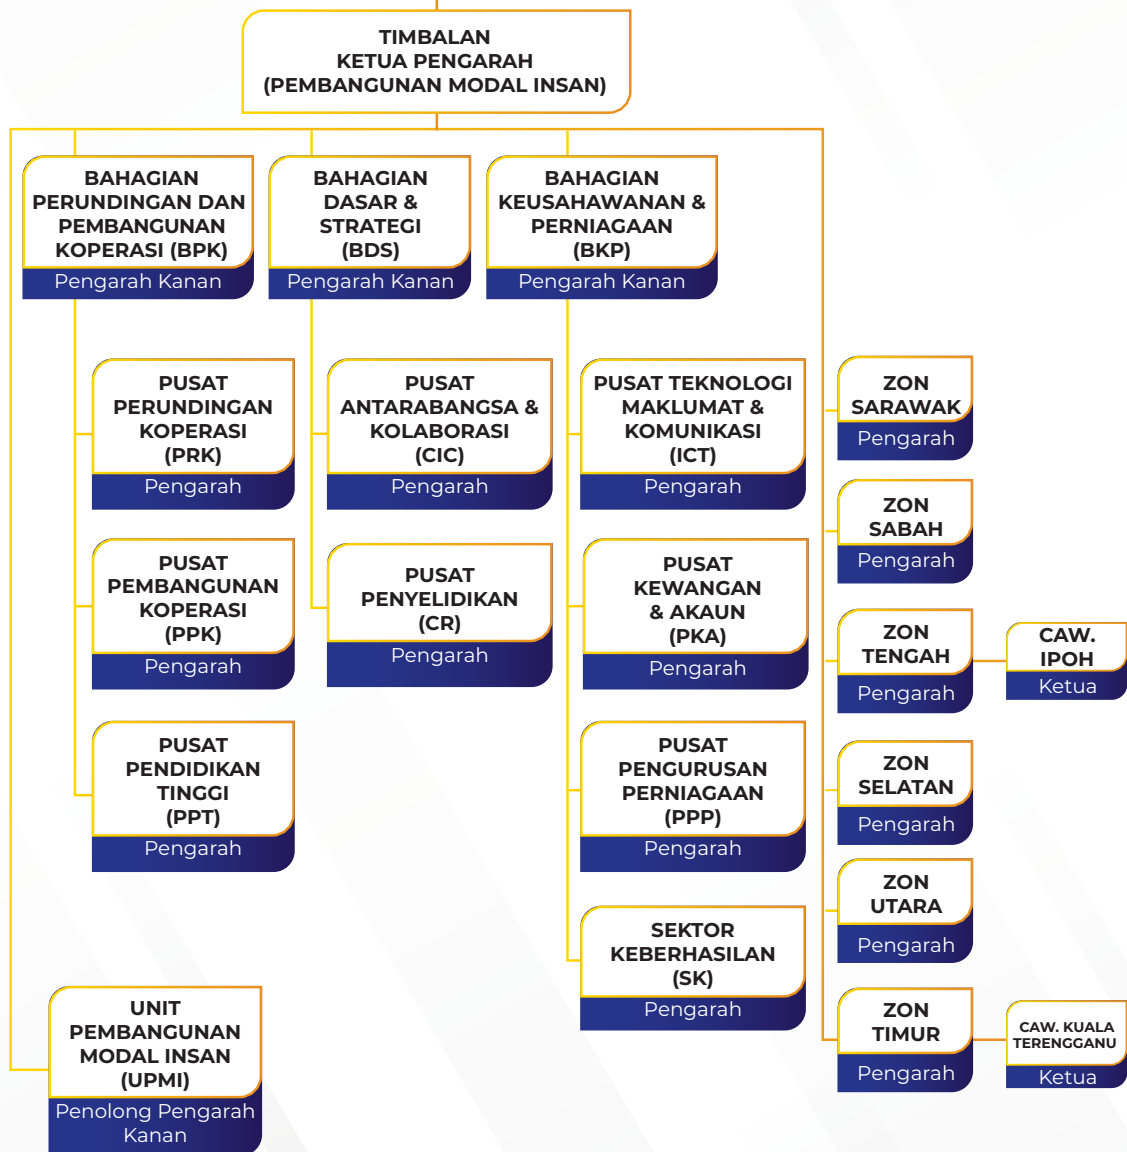 TIMBALAN
KETUA PENGARAH
(PEMBANGUNAN MODAL INSAN)
BAHAGIAN
PERUNDINGAN DAN
PEMBANGUNAN
KOPERASI (BPK)
Pengarah Kanan
BAHAGIAN
DASAR &
STRATEGI
(BDS)
Pengarah Kanan
BAHAGIAN
KEUSAHAWANAN &
PERNIAGAAN
(BKP)
Pengarah Kanan
PUSAT
PERUNDINGAN
KOPERASI
(PRK)
Pengarah
PUSAT
ANTARABANGSA &
KOLABORASI
(CIC)
Pengarah
PUSAT TEKNOLOGI
MAKLUMAT &
KOMUNIKASI
(ICT)
Pengarah
ZON
SARAWAK
Pengarah
ZON
SABAH
Pengarah
PUSAT
PEMBANGUNAN
KOPERASI
(PPK)
Pengarah
PUSAT
PENYELIDIKAN
(CR)
Pengarah
PUSAT
KEWANGAN
& AKAUN
(PKA)
Pengarah
ZON
TENGAH
Pengarah
CAW.
IPOH
Ketua
PUSAT
PENDIDIKAN
TINGGI
(PPT)
Pengarah
PUSAT
PENGURUSAN
PERNIAGAAN
(PPP)
Pengarah
ZON
SELATAN
Pengarah
ZON
UTARA
Pengarah
SEKTOR
KEBERHASILAN
(SK)
Pengarah
UNIT
PEMBANGUNAN
MODAL INSAN
(UPMI)
Penolong Pengarah
Kanan
ZON
TIMUR
Pengarah
CAW. KUALA
TERENGGANU
Ketua